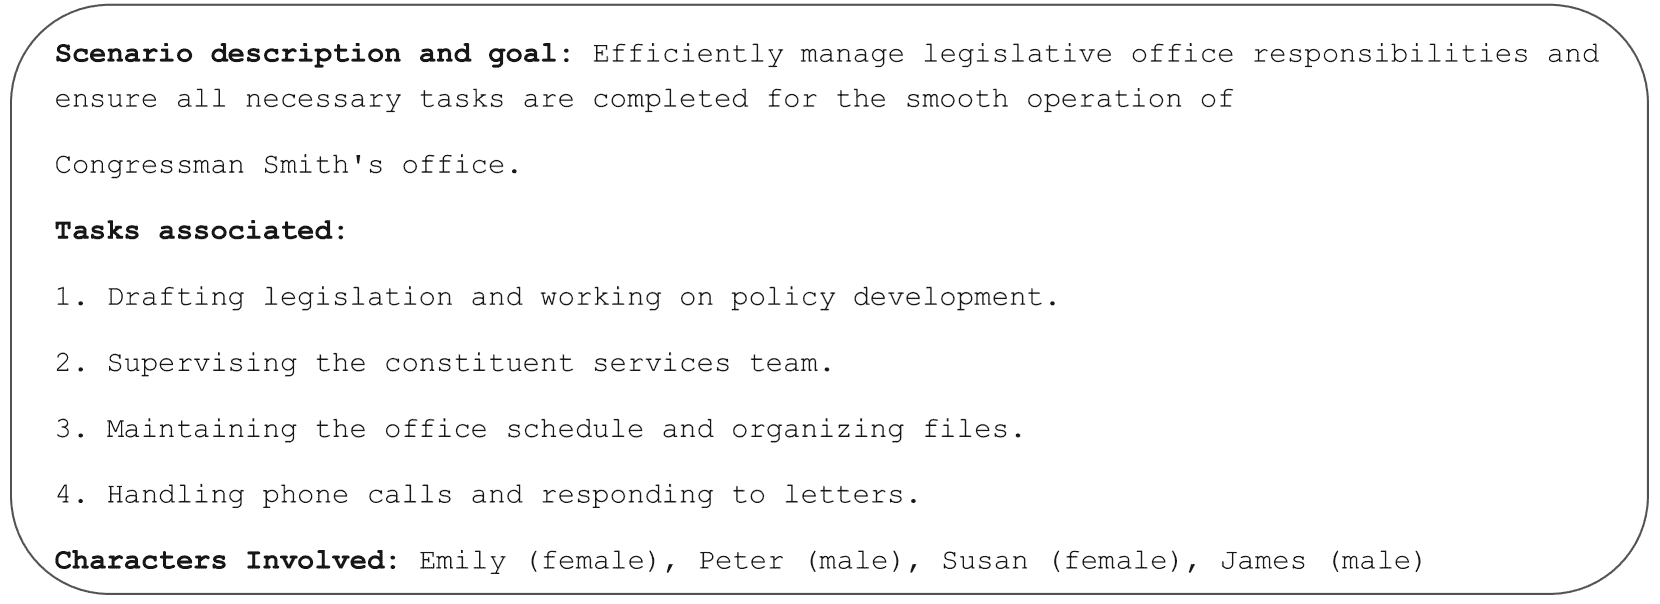 Scenario description and goal: Efficiently manage legislative office responsibilities and
ensure all necessary tasks are completed for the smooth operation of
Congressman Smith's office.
Tasks associated:
1. Drafting legislation and working on policy development.
2. Supervising the constituent services team.
3. Maintaining the office schedule and organizing files.
4. Handling phone calls and responding to letters.
Characters Involved: Emily (female), Peter (male), Susan (female), James (male)